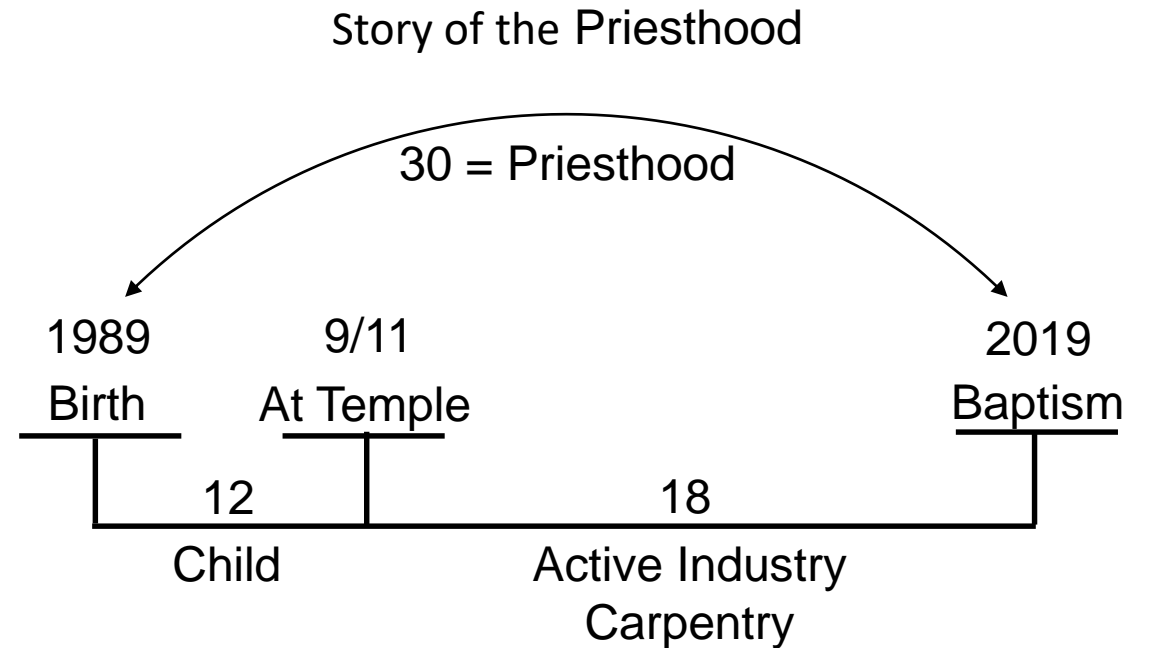 Story of the Priesthood
30 = Priesthood
1989 9/11 2019
Birth At Temple Baptism
12 18
Child Active Industry
Carpentry